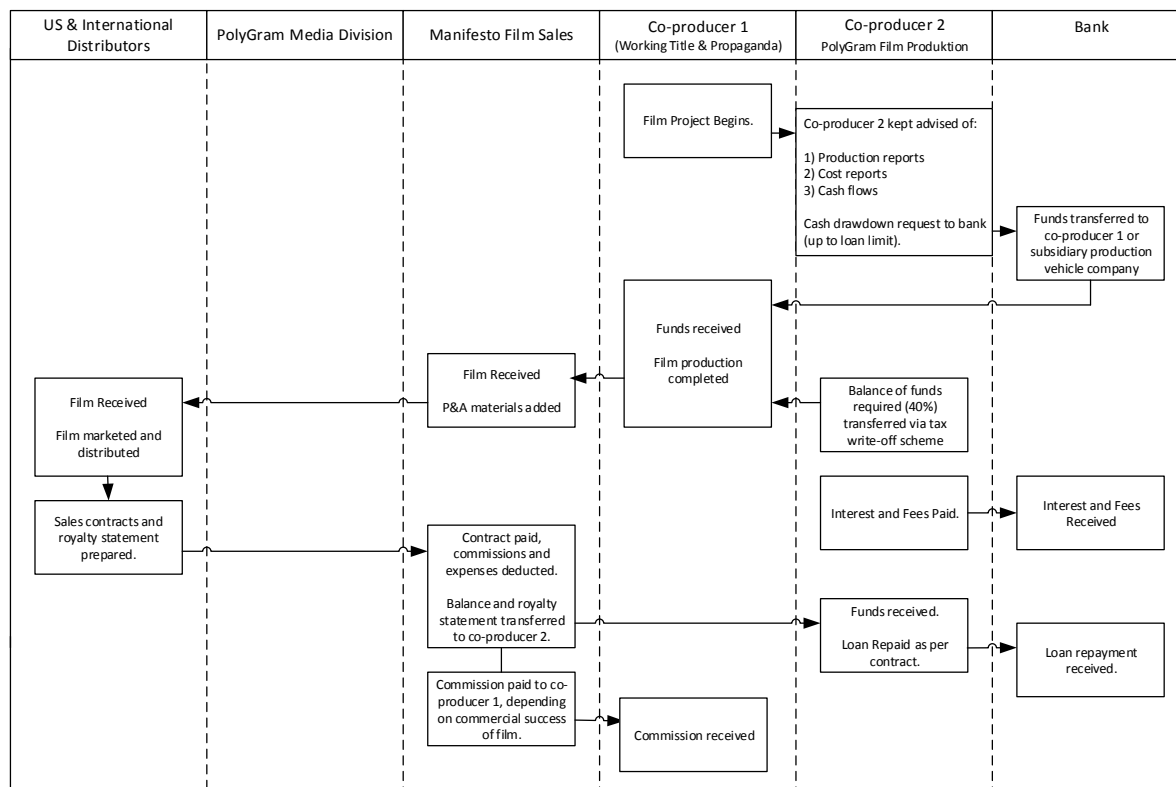 US & International
Distributors
PolyGram Media Division
Manifesto Film Sales
Co-producer 1
(Working Title & Propaganda)
Co-producer 2
PolyGram Film Produktion
Bank
Film Project Begins.
Co-producer 2 kept advised of:
1) Production reports
2) Cost reports
3) Cash flows
Cash drawdown request to bank
(up to loan limit).
Funds transferred to
co-producer 1 or
subsidiary production
vehicle company
Funds received
Film production
completed
Film Received
P&A materials added
Film Received
Film marketed and
distributed
Balance of funds
required (40%)
transferred via tax
write-off scheme
Sales contracts and
royalty statement
prepared.
Interest and Fees Paid.
Interest and Fees
Received
Contract paid,
commissions and
expenses deducted.
Balance and royalty
statement transferred
to co-producer 2.
Funds received.
Loan Repaid as per
contract.
Loan repayment
received.
Commission paid to co-
producer 1, depending
on commercial success
of film.
Commission received